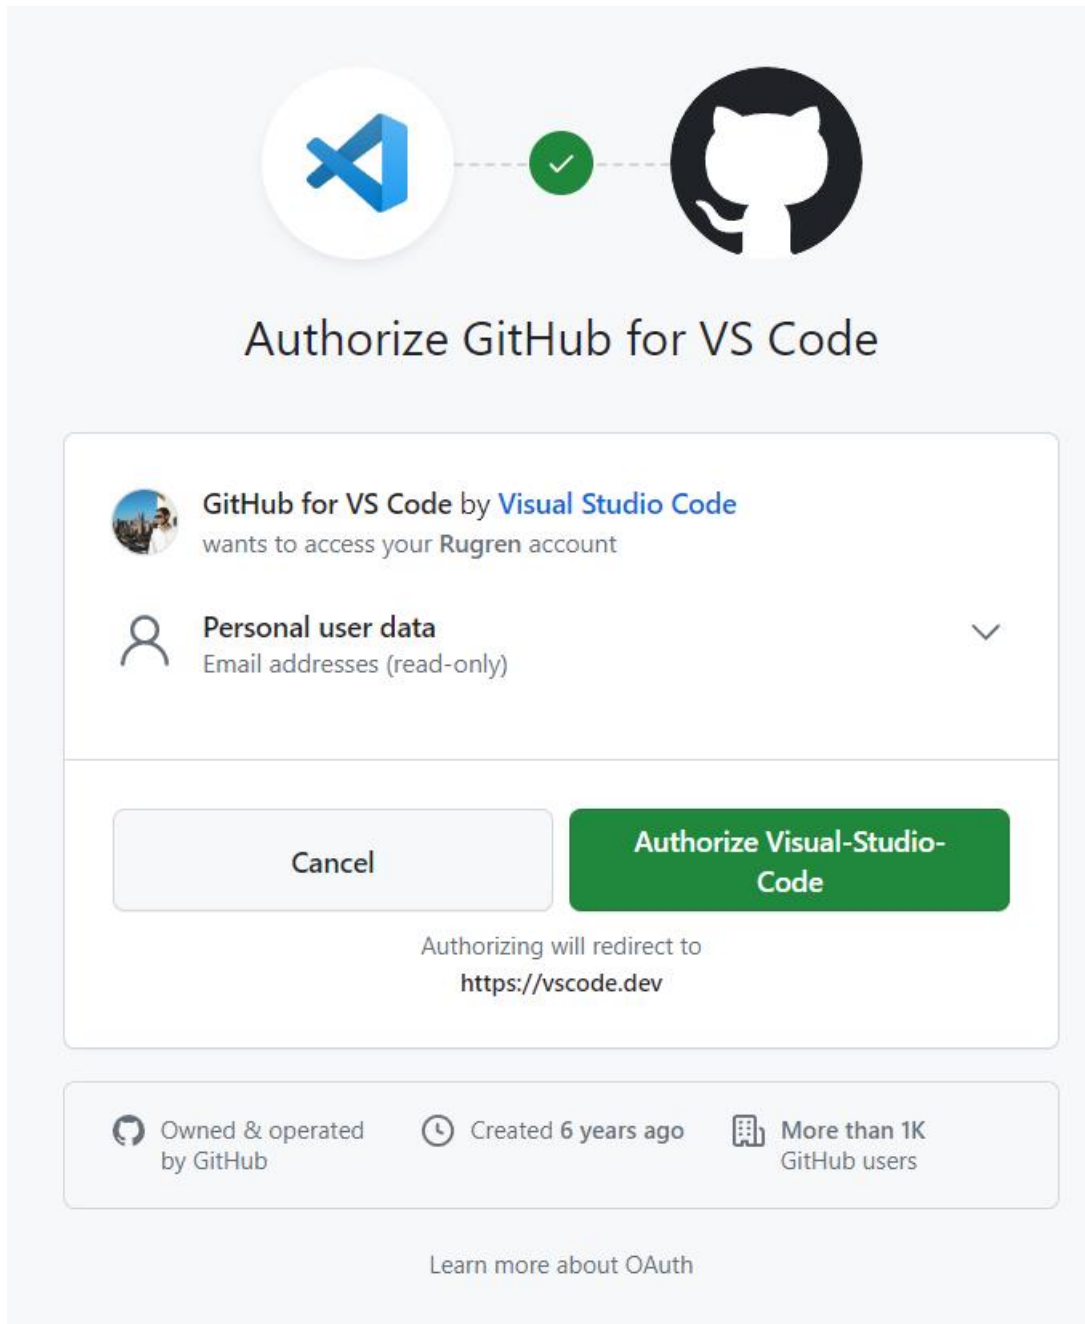 Authorize GitHub for VS Code
GitHub for VS Code by Visual Studio Code
wants to access your Rugren account
Personal user data
Email addresses (read-only)
Cancel
Authorize Visual-Studio-
Code
Authorizing will redirect to
https://vscode.dev
Owned & operated
by GitHub
Created 6 years ago
More than 1K
GitHub users
Learn more about OAuth